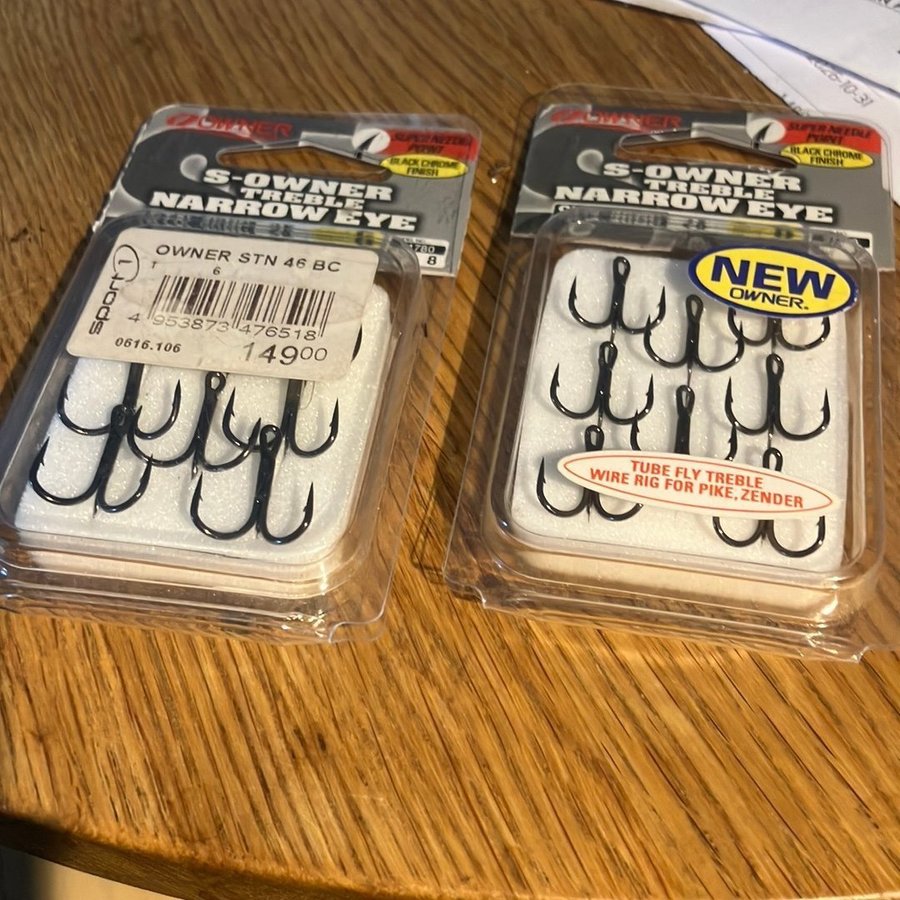 OWNER
SUPER NEEDLE
POINT
BLACK CHROME
FINISH
S-OWNER
TREBLE
NARROW EYE
8
sport 1
OWNER STN 46 BC
T
6
4 953873 476518
0616.106
14900
OWNER
SUPER NEEDLE
POINT
BLACK CHROME
FINISH
S-OWNER
TREBLE
NARROW EYE
NEW
OWNER.
TUBE FLY TREBLE
WIRE RIG FOR PIKE, ZENDER